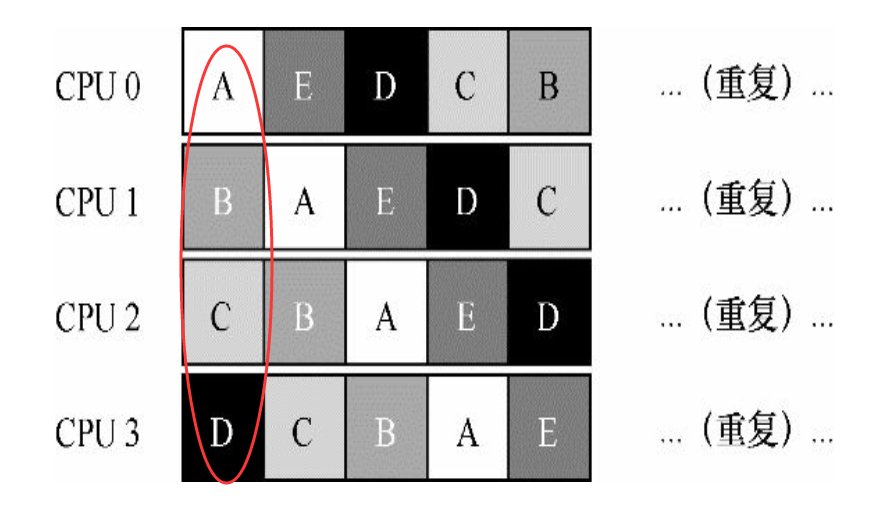 CPU 0 A E D C B ... (重复) ...
CPU 1 B A E D C ... (重复) ...
CPU 2 C B A E D ... (重复) ...
CPU 3 D C B A E ... (重复) ...